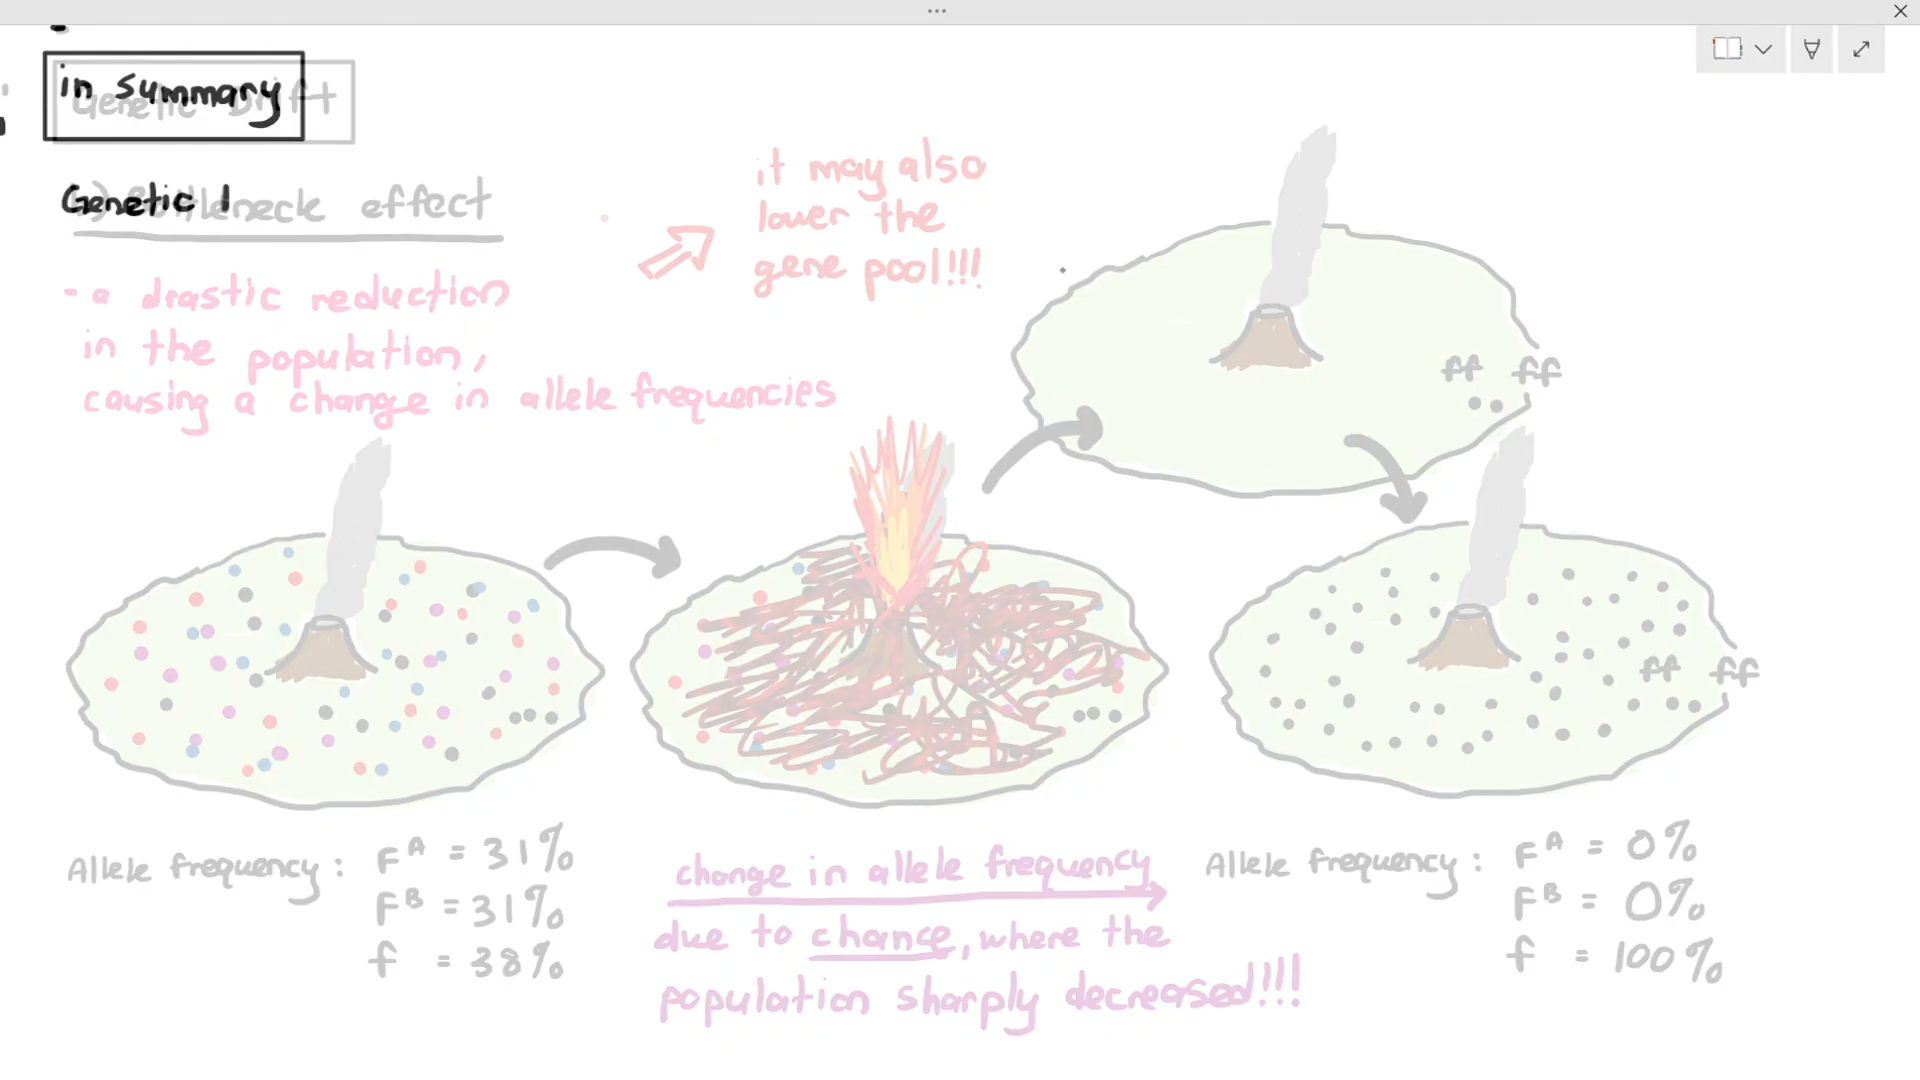 in summary
Genetic Drift
Genetic
bottleneck effect
- a drastic reduction
in the population,
causing a change in allele frequencies
it may also
lower the
gene pool!!!
ff ff
ff ff
Allele frequency: F^A = 31%
F^B = 31%
f = 38%
change in allele frequency
due to chance, where the
population sharply decreased!!!
Allele frequency: F^A = 0%
F^B = 0%
f = 100%